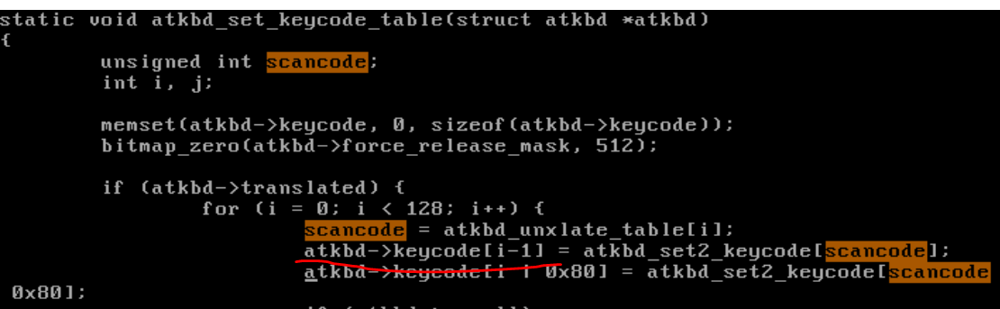 static void atkbd_set_keycode_table(struct atkbd *atkbd)
{
        unsigned int scancode;
        int i, j;

        memset(atkbd->keycode, 0, sizeof(atkbd->keycode));
        bitmap_zero(atkbd->force_release_mask, 512);

        if (atkbd->translated) {
                for (i = 0; i < 128; i++) {
                        scancode = atkbd_unxlate_table[i];
                        atkbd->keycode[i-1] = atkbd_set2_keycode[scancode];
                        atkbd->keycode[i | 0x80] = atkbd_set2_keycode[scancode
 0x80];